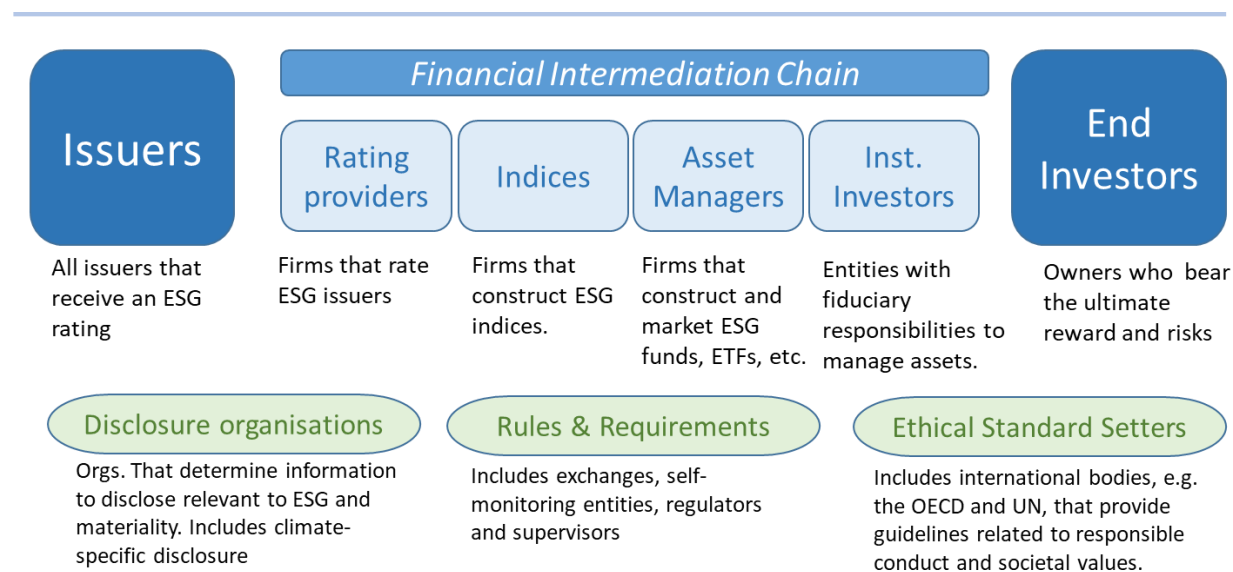 Issuers
Financial Intermediation Chain
Rating
providers
Indices
Asset
Managers
Inst.
Investors
End
Investors
All issuers that
receive an ESG
rating
Firms that rate
ESG issuers
Firms that
construct ESG
indices.
Firms that
construct and
market ESG
funds, ETFs, etc.
Entities with
fiduciary
responsibilities to
manage assets.
Owners who bear
the ultimate
reward and risks
Disclosure organisations
Orgs. That determine information
to disclose relevant to ESG and
materiality. Includes climate-
specific disclosure
Rules & Requirements
Includes exchanges, self-
monitoring entities, regulators
and supervisors
Ethical Standard Setters
Includes international bodies, e.g.
the OECD and UN, that provide
guidelines related to responsible
conduct and societal values.